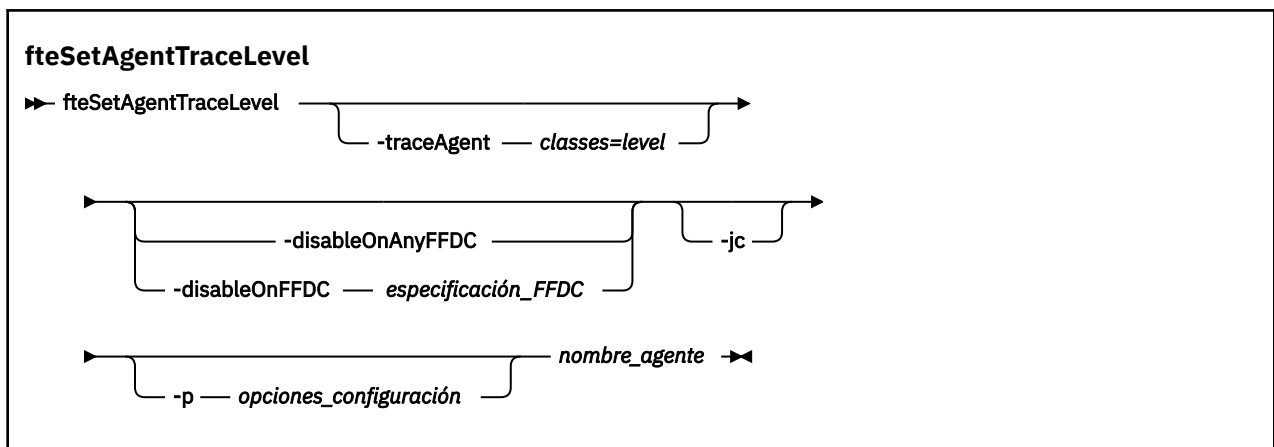 fteSetAgentTraceLevel
fteSetAgentTraceLevel
-traceAgent classes=level
-disableOnAnyFFDC
-jc
-disableOnFFDC especificación_FFDC
nombre_agente
-p opciones_configuración